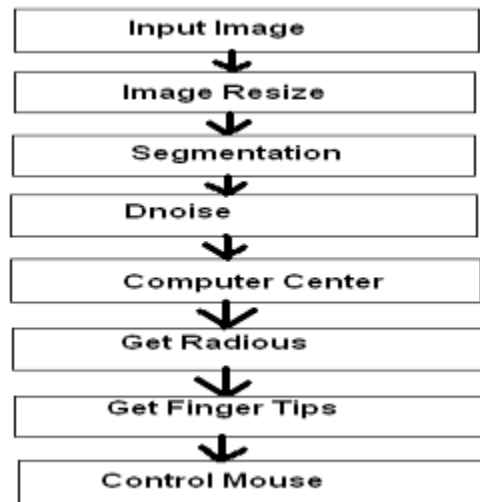 Input Image
Image Resize
Segmentation
Dnoise
Computer Center
Get Radious
Get Finger Tips
Control Mouse